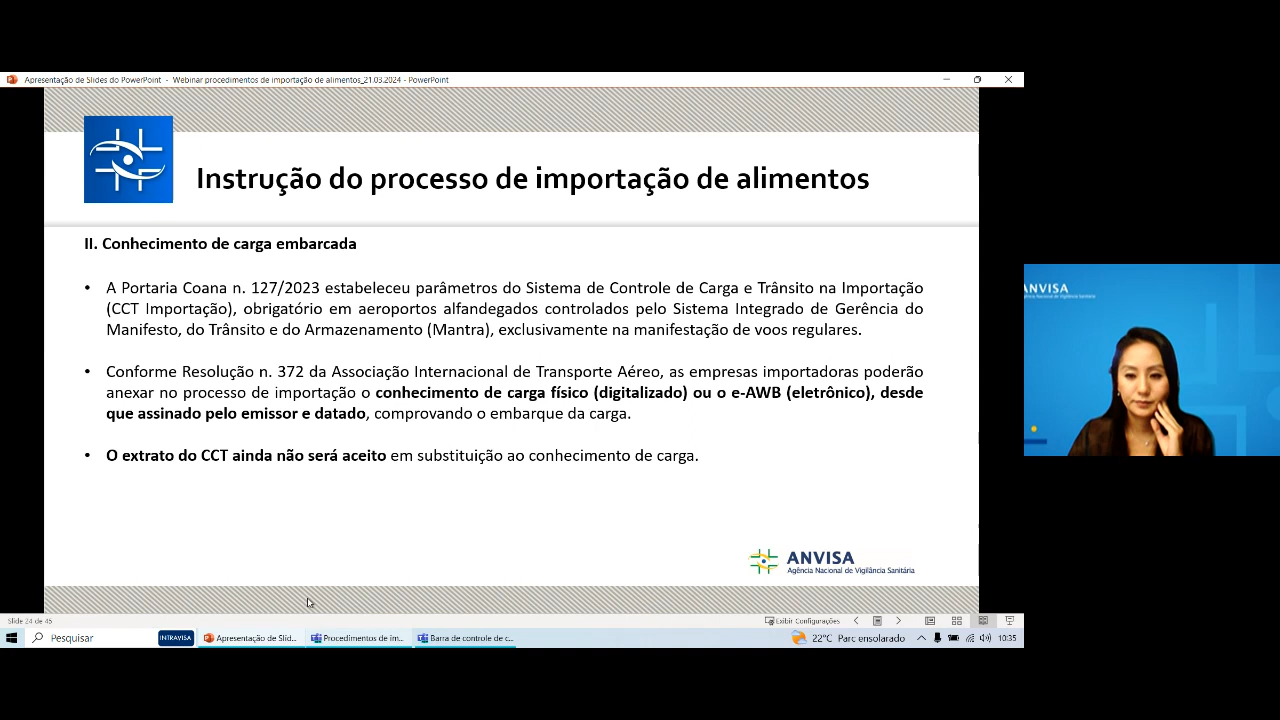 Apresentação de Slides do PowerPoint - Webinar procedimentos de importação de alimentos_21.03.2024 - PowerPoint
Instrução do processo de importação de alimentos
II. Conhecimento de carga embarcada
• A Portaria Coana n. 127/2023 estabeleceu parâmetros do Sistema de Controle de Carga e Trânsito na Importação
(CCT Importação), obrigatório em aeroportos alfandegados controlados pelo Sistema Integrado de Gerência do
Manifesto, do Trânsito e do Armazenamento (Mantra), exclusivamente na manifestação de voos regulares.
• Conforme Resolução n. 372 da Associação Internacional de Transporte Aéreo, as empresas importadoras poderão
anexar no processo de importação o conhecimento de carga físico (digitalizado) ou o e-AWB (eletrônico), desde
que assinado pelo emissor e datado, comprovando o embarque da carga.
• O extrato do CCT ainda não será aceito em substituição ao conhecimento de carga.
ANVISA
Agência Nacional de Vigilância Sanitária
ANVISA
Agência Nacional de Vigilância Sanitária
Slide 24 de 45
Exibir Configurações
Pesquisar
INTRAVISA
Apresentação de Slid...
Procedimentos de im...
Barra de controle de c...
22°C Parc ensolarado
10:35